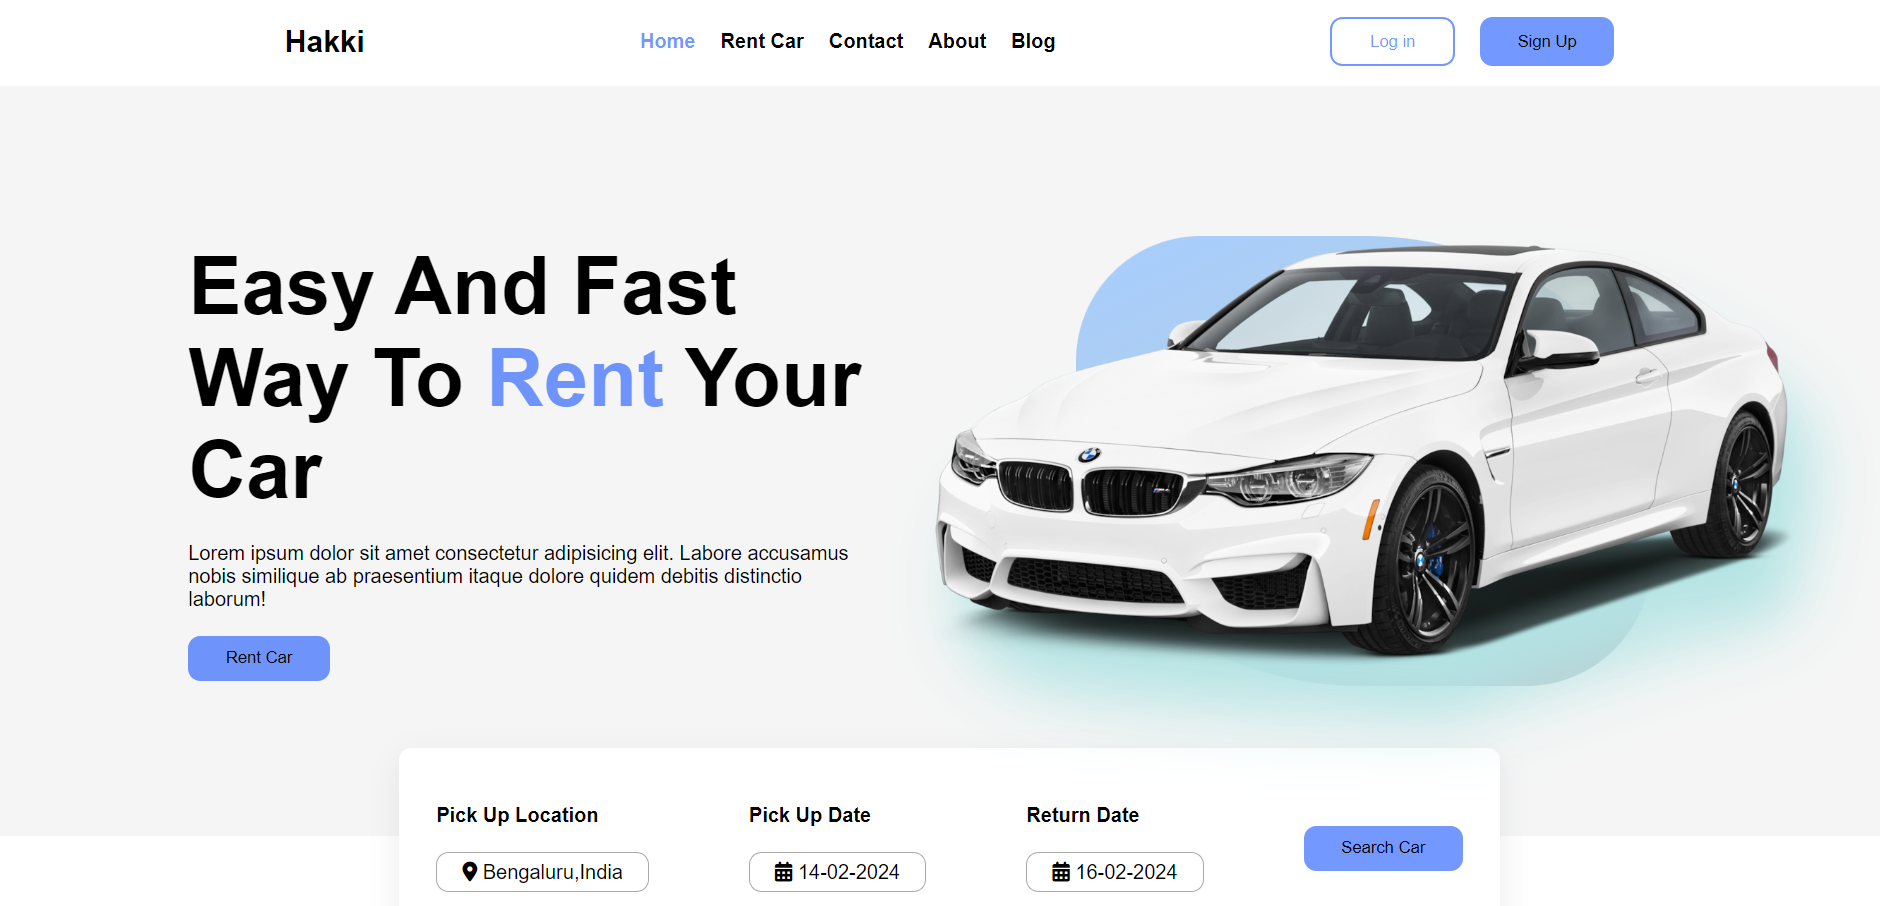 Hakki
Home Rent Car Contact About Blog
Log in
Sign Up
Easy And Fast
Way To Rent Your
Car
Lorem ipsum dolor sit amet consectetur adipisicing elit. Labore accusamus
nobis similique ab praesentium itaque dolore quidem debitis distinctio
laborum!
Rent Car
Pick Up Location
Bengaluru,India
Pick Up Date
14-02-2024
Return Date
16-02-2024
Search Car